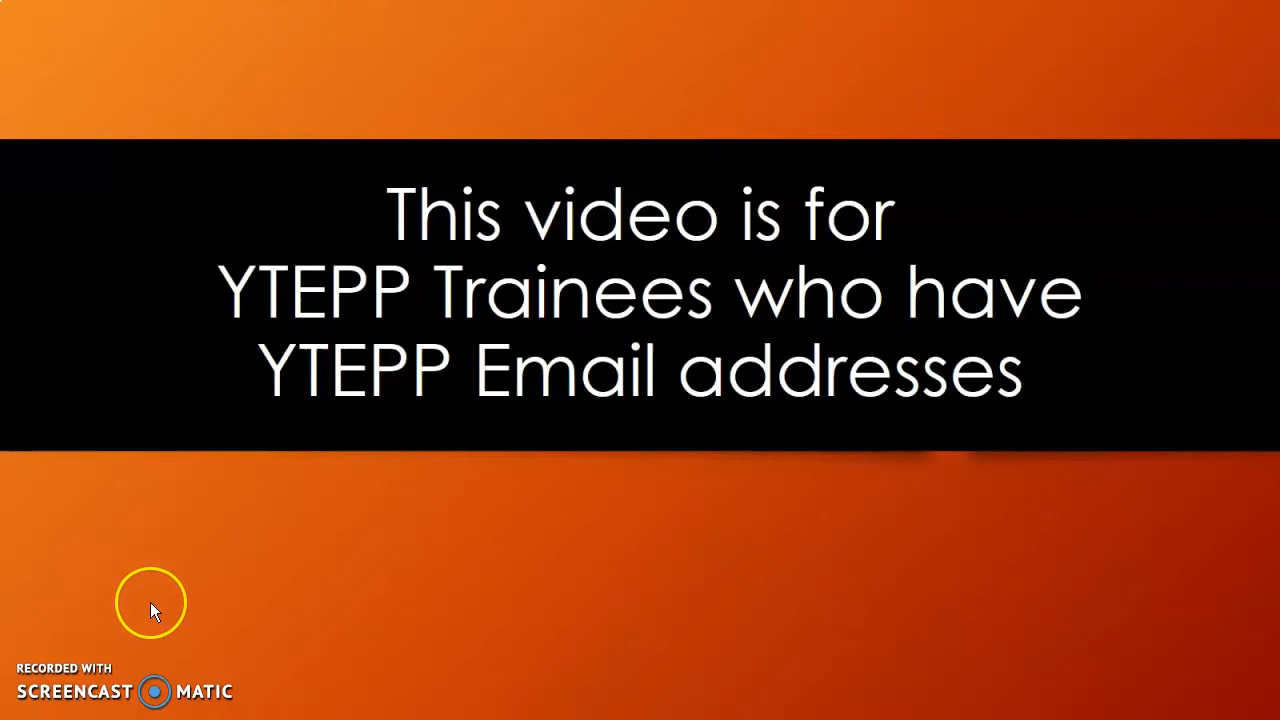 This video is for
YTEPP Trainees who have
YTEPP Email addresses
RECORDED WITH
SCREENCAST MATIC